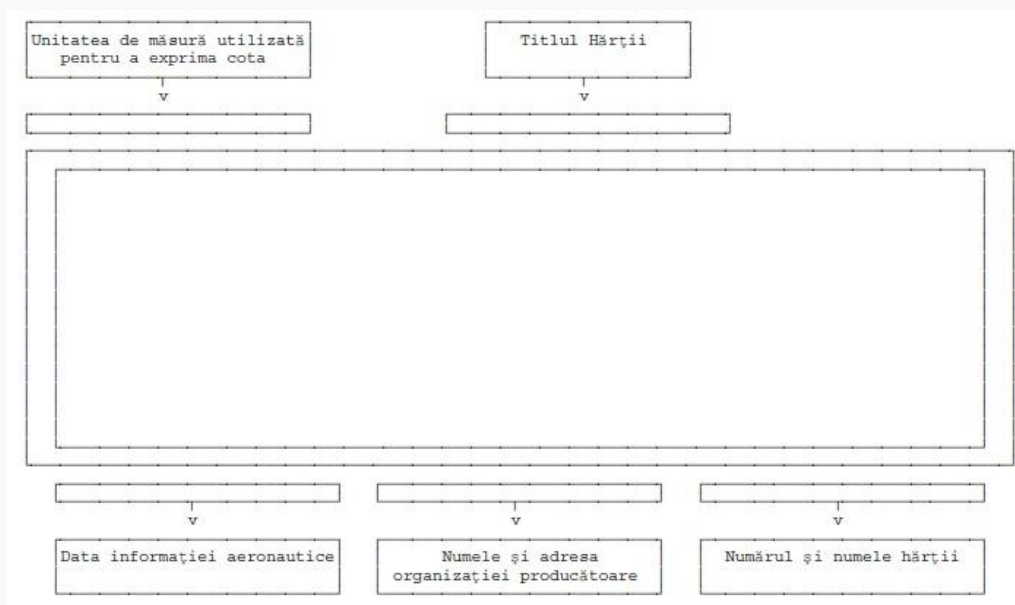 Unitatea de măsură utilizată
pentru a exprima cota
Titlul Hărţii
v
v
v
v
v
Data informaţiei aeronautice
Numele şi adresa
organizaţiei producătoare
Numărul şi numele hărţii